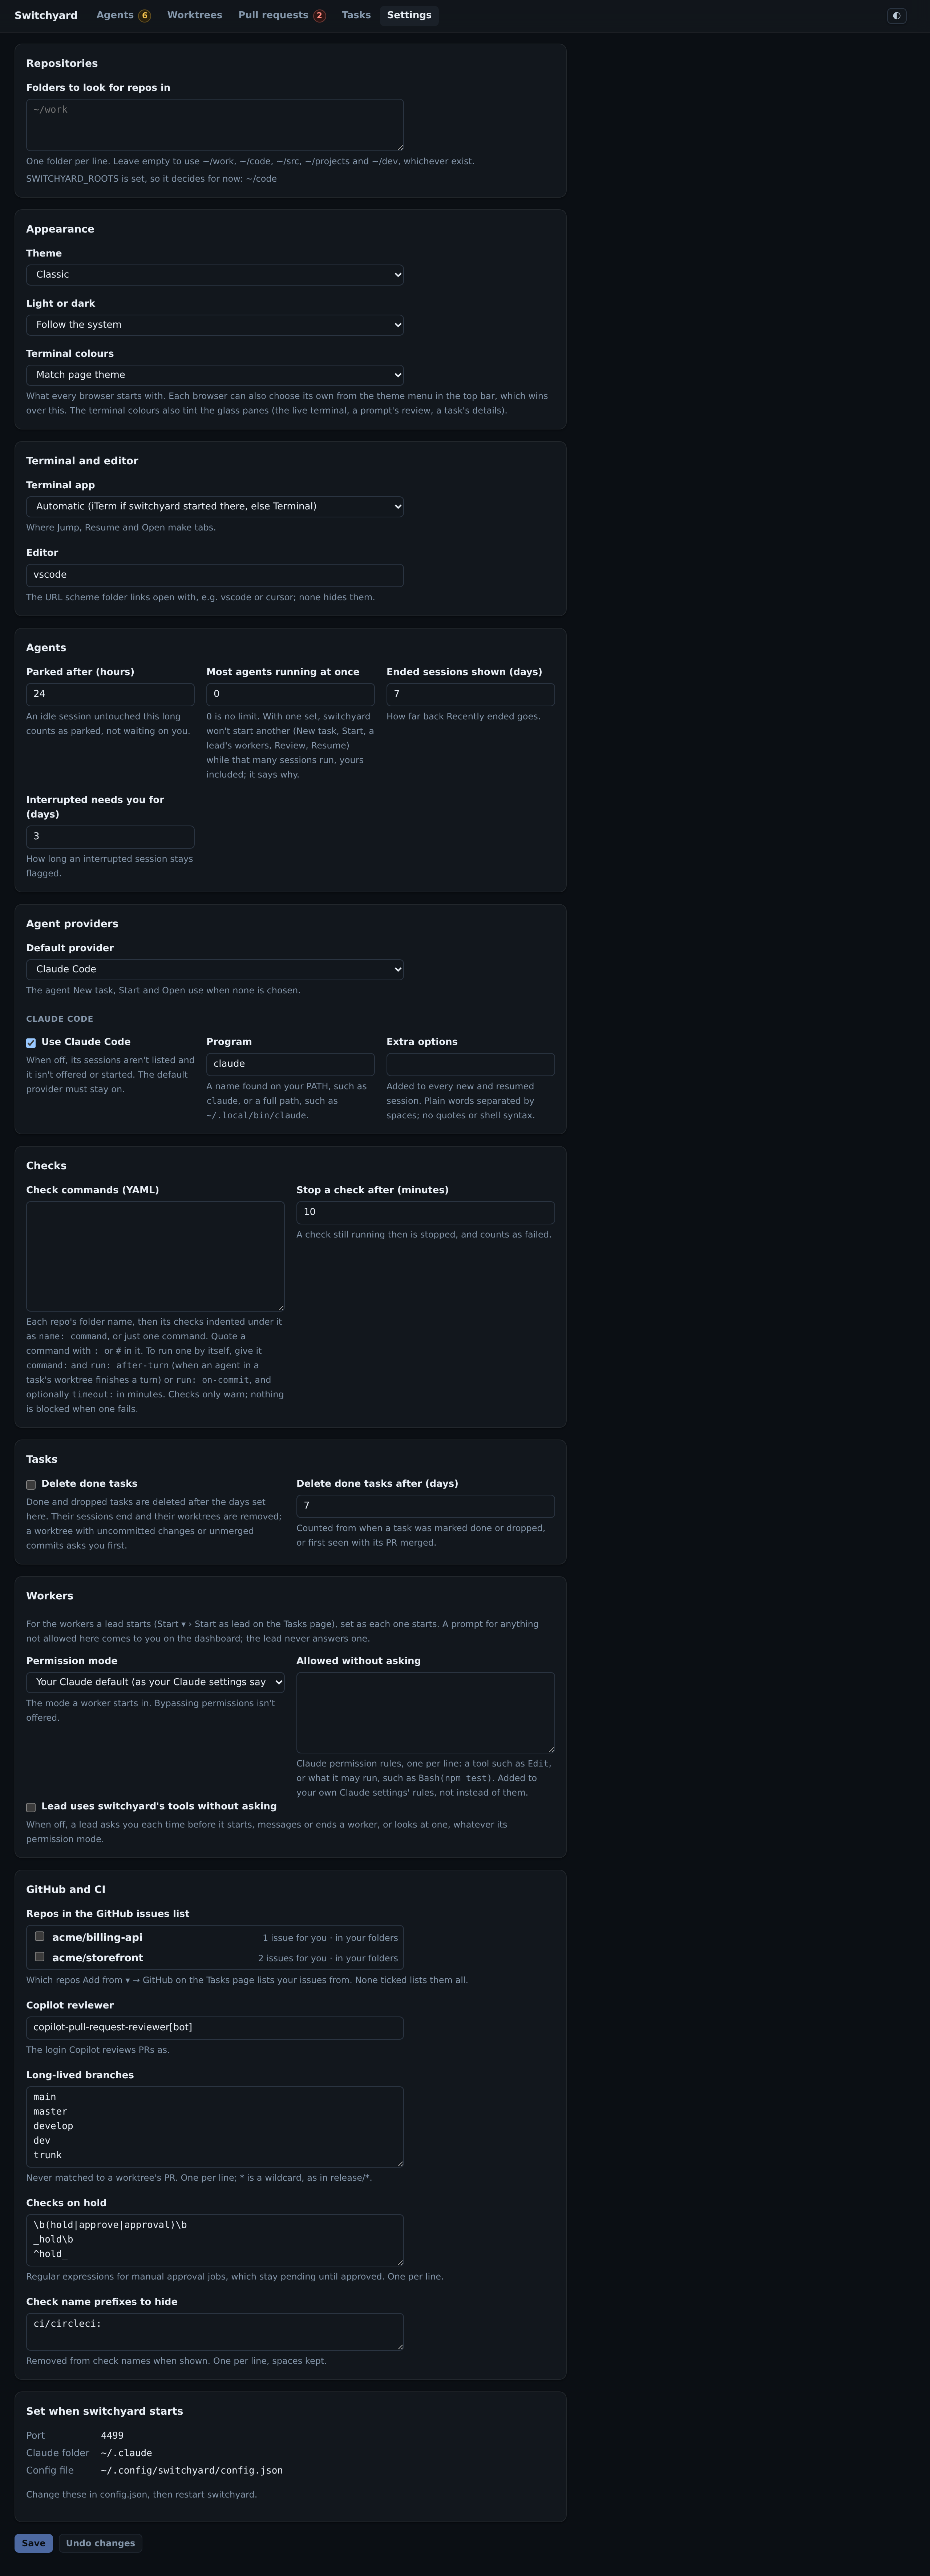 Switchyard Agents 6 Worktrees Pull requests 2 Tasks Settings
Repositories
Folders to look for repos in
~/work
One folder per line. Leave empty to use ~/work, ~/code, ~/src, ~/projects and ~/dev, whichever exist.
SWITCHYARD_ROOTS is set, so it decides for now: ~/code
Appearance
Theme
Classic
Light or dark
Follow the system
Terminal colours
Match page theme
What every browser starts with. Each browser can also choose its own from the theme menu in the top bar, which wins
over this. The terminal colours also tint the glass panes (the live terminal, a prompt's review, a task's details).
Terminal and editor
Terminal app
Automatic (iTerm if switchyard started there, else Terminal)
Where Jump, Resume and Open make tabs.
Editor
vscode
The URL scheme folder links open with, e.g. vscode or cursor; none hides them.
Agents
Parked after (hours)
24
An idle session untouched this long
counts as parked, not waiting on you.
Most agents running at once
0
0 is no limit. With one set, switchyard
won't start another (New task, Start, a
lead's workers, Review, Resume)
while that many sessions run, yours
included; it says why.
Ended sessions shown (days)
7
How far back Recently ended goes.
Interrupted needs you for
(days)
3
How long an interrupted session stays
flagged.
Agent providers
Default provider
Claude Code
The agent New task, Start and Open use when none is chosen.
CLAUDE CODE
Use Claude Code
When off, its sessions aren't listed and
it isn't offered or started. The default
provider must stay on.
Program
claude
A name found on your PATH, such as
claude, or a full path, such as
~/.local/bin/claude.
Extra options
Added to every new and resumed
session. Plain words separated by
spaces; no quotes or shell syntax.
Checks
Check commands (YAML)
Each repo's folder name, then its checks indented under it
as name: command, or just one command. Quote a
command with : or # in it. To run one by itself, give it
command: and run: after-turn (when an agent in a
task's worktree finishes a turn) or run: on-commit, and
optionally timeout: in minutes. Checks only warn; nothing
is blocked when one fails.
Stop a check after (minutes)
10
A check still running then is stopped, and counts as failed.
Tasks
Delete done tasks
Done and dropped tasks are deleted after the days set
here. Their sessions end and their worktrees are removed;
a worktree with uncommitted changes or unmerged
commits asks you first.
Delete done tasks after (days)
7
Counted from when a task was marked done or dropped,
or first seen with its PR merged.
Workers
For the workers a lead starts (Start ▾ › Start as lead on the Tasks page), set as each one starts. A prompt for anything
not allowed here comes to you on the dashboard; the lead never answers one.
Permission mode
Your Claude default (as your Claude settings say
The mode a worker starts in. Bypassing permissions isn't
offered.
Allowed without asking
Claude permission rules, one per line: a tool such as Edit,
or what it may run, such as Bash(npm test). Added to
your own Claude settings' rules, not instead of them.
Lead uses switchyard's tools without asking
When off, a lead asks you each time before it starts, messages or ends a worker, or looks at one, whatever its
permission mode.
GitHub and CI
Repos in the GitHub issues list
acme/billing-api 1 issue for you · in your folders
acme/storefront 2 issues for you · in your folders
Which repos Add from ▾ → GitHub on the Tasks page lists your issues from. None ticked lists them all.
Copilot reviewer
copilot-pull-request-reviewer[bot]
The login Copilot reviews PRs as.
Long-lived branches
main
master
develop
dev
trunk
Never matched to a worktree's PR. One per line; * is a wildcard, as in release/*.
Checks on hold
\b(hold|approve|approval)\b
_hold\b
^hold_
Regular expressions for manual approval jobs, which stay pending until approved. One per line.
Check name prefixes to hide
ci/circleci:
Removed from check names when shown. One per line, spaces kept.
Set when switchyard starts
Port 4499
Claude folder ~/.claude
Config file ~/.config/switchyard/config.json
Change these in config.json, then restart switchyard.
Save Undo changes